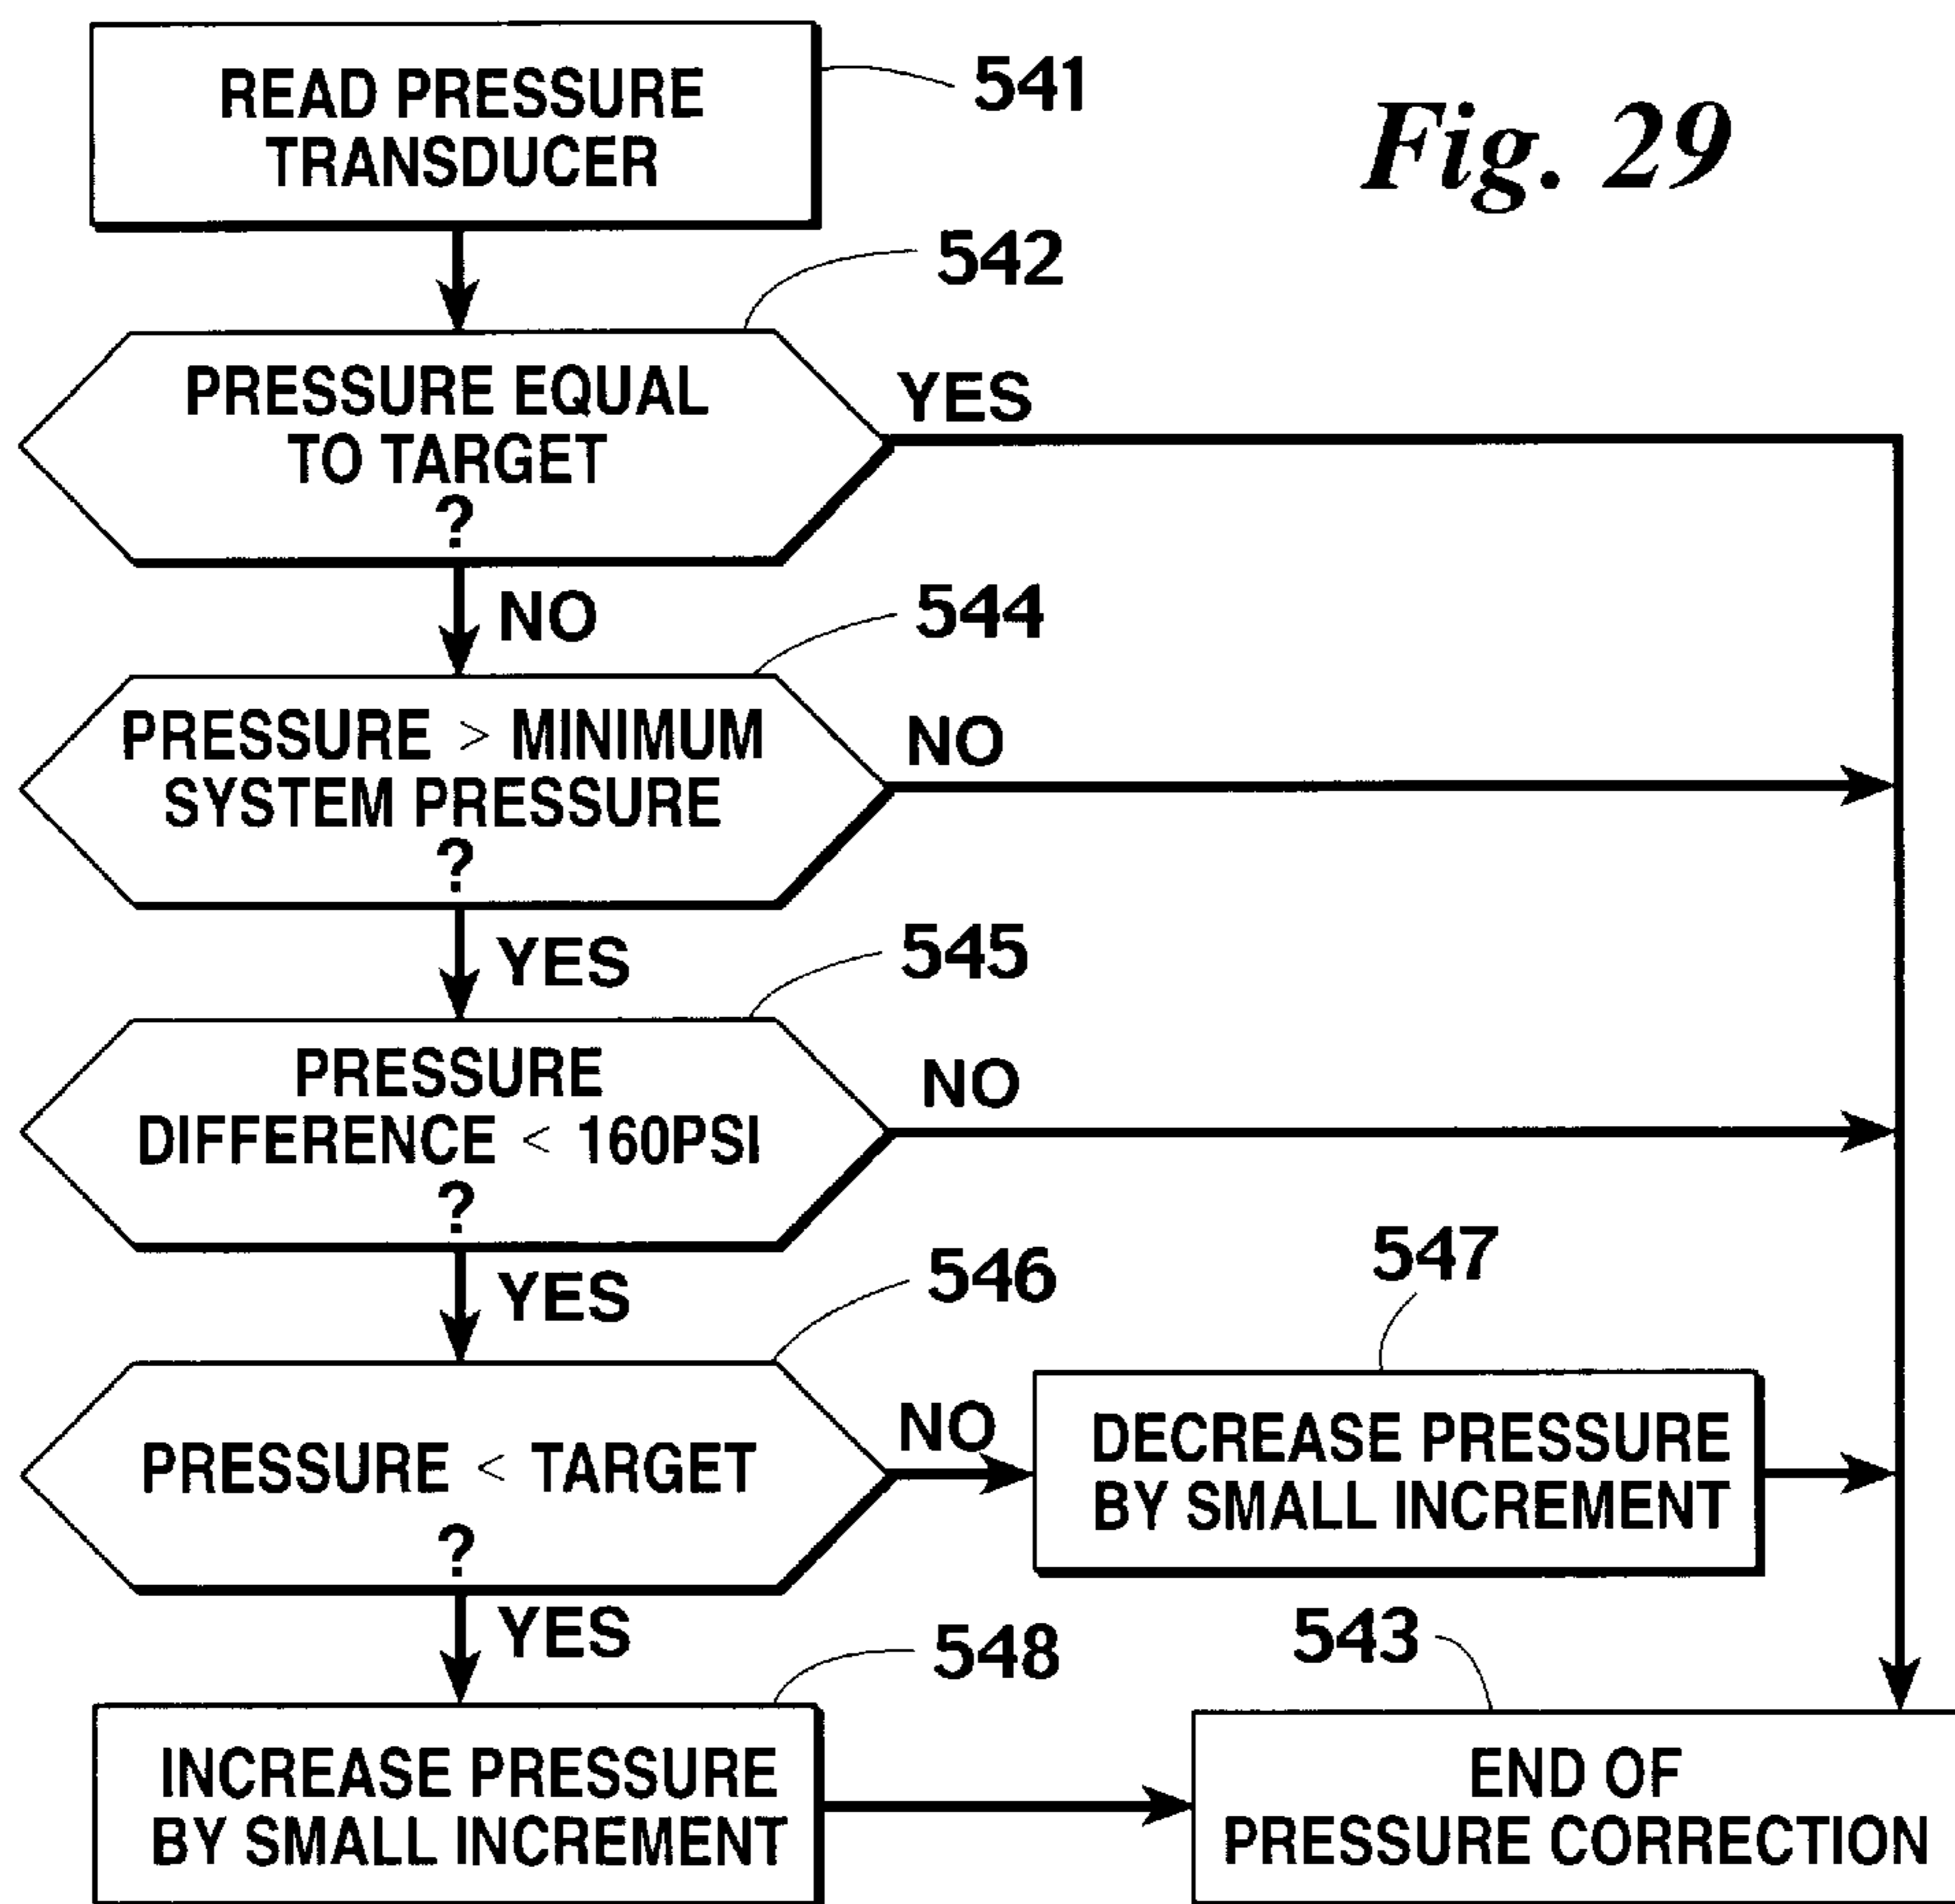 READ PRESSURE
TRANSDUCER
541
Fig. 29
542
PRESSURE EQUAL
TO TARGET
?
YES
NO
544
PRESSURE > MINIMUM
SYSTEM PRESSURE
?
NO
YES
545
PRESSURE
DIFFERENCE < 160PSI
?
NO
YES
546
PRESSURE < TARGET
?
NO
547
DECREASE PRESSURE
BY SMALL INCREMENT
YES
548
INCREASE PRESSURE
BY SMALL INCREMENT
543
END OF
PRESSURE CORRECTION